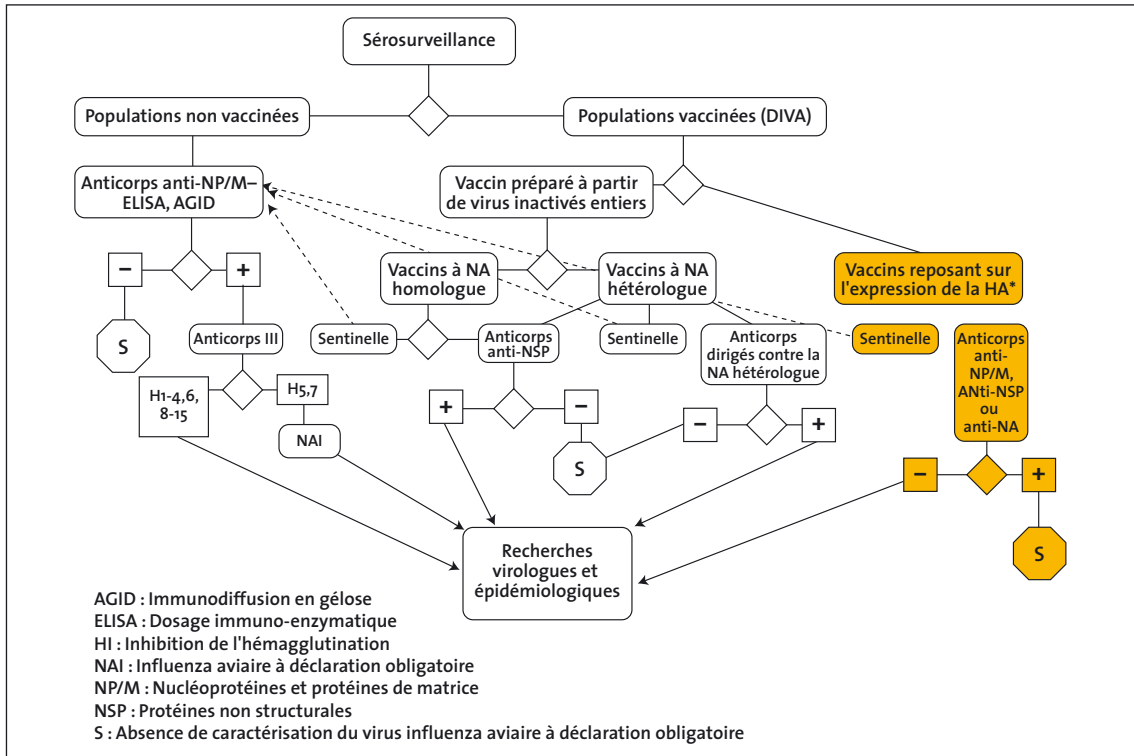 Sérosurveillance
Populations non vaccinées
Populations vaccinées (DIVA)
Anticorps anti-NP/M–
ELISA, AGID
Vaccin préparé à partir
de virus inactivés entiers
–
+
Vaccins à NA
homologue
Vaccins à NA
hétérologue
Vaccins reposant sur
l'expression de la HA*
S
Anticorps III
Sentinelle
Anticorps
anti-NSP
Sentinelle
Anticorps
dirigés contre la
NA hétérologue
Sentinelle
Anticorps
anti-
NP/M,
ANti-NSP
ou
anti-NA
H1-4,6,
8-15
H5,7
NAI
+
–
S
–
+
–
+
S
Recherches
virologues et
épidémiologiques
AGID : Immunodiffusion en gélose
ELISA : Dosage immuno-enzymatique
HI : Inhibition de l'hémagglutination
NAI : Influenza aviaire à déclaration obligatoire
NP/M : Nucléoprotéines et protéines de matrice
NSP : Protéines non structurales
S : Absence de caractérisation du virus influenza aviaire à déclaration obligatoire